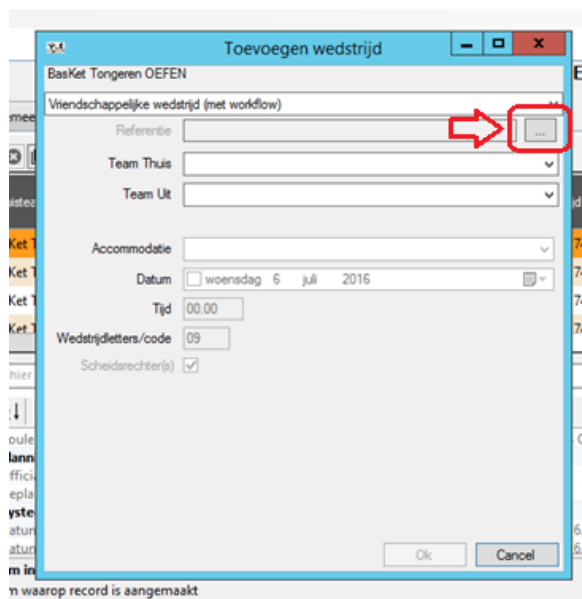 Toevoegen wedstrijd
BasKet Tongeren OEFEN
Vriendschappelijke wedstrijd (met workflow)
Referentie ...
Team Thuis
Team Uit
Accommodatie
Datum woensdag 6 juli 2016
Tijd 00.00
Wedstrijdletters/code 09
Scheidsrechter(s)
Ok Cancel
m waarop record is aangemaakt